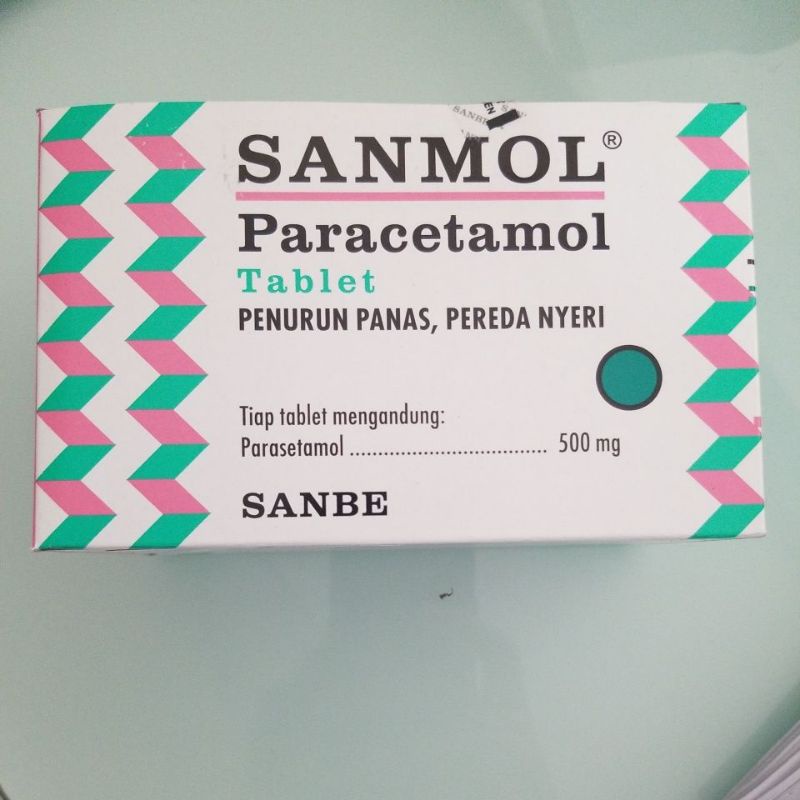 SANMOL®
Paracetamol
Tablet
PENURUN PANAS, PEREDA NYERI
Tiap tablet mengandung:
Parasetamol ................................... 500 mg
SANBE